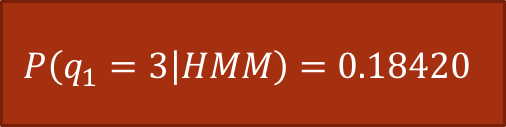 P(q₁ = 3|HMM) = 0.18420